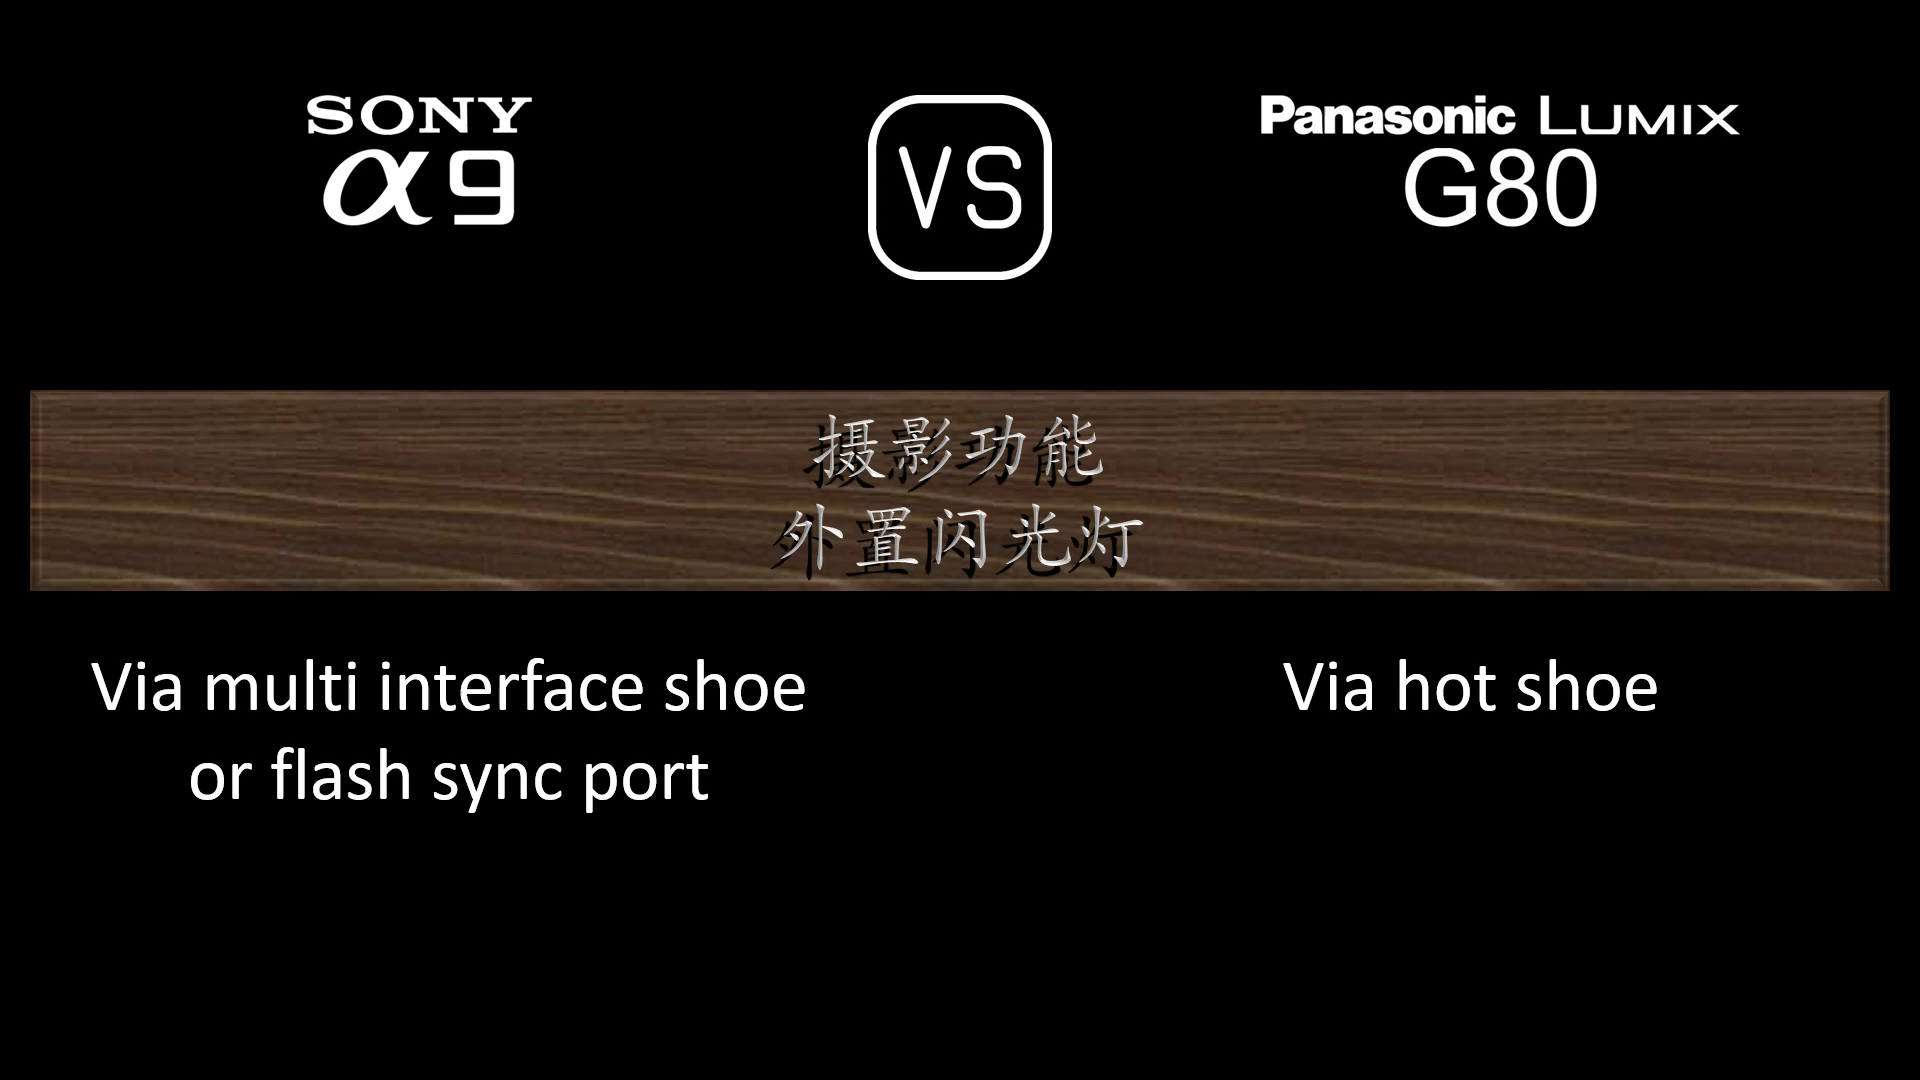 SONY
α9
VS
Panasonic LUMIX
G80
摄影功能
外置闪光灯
Via multi interface shoe
or flash sync port
Via hot shoe